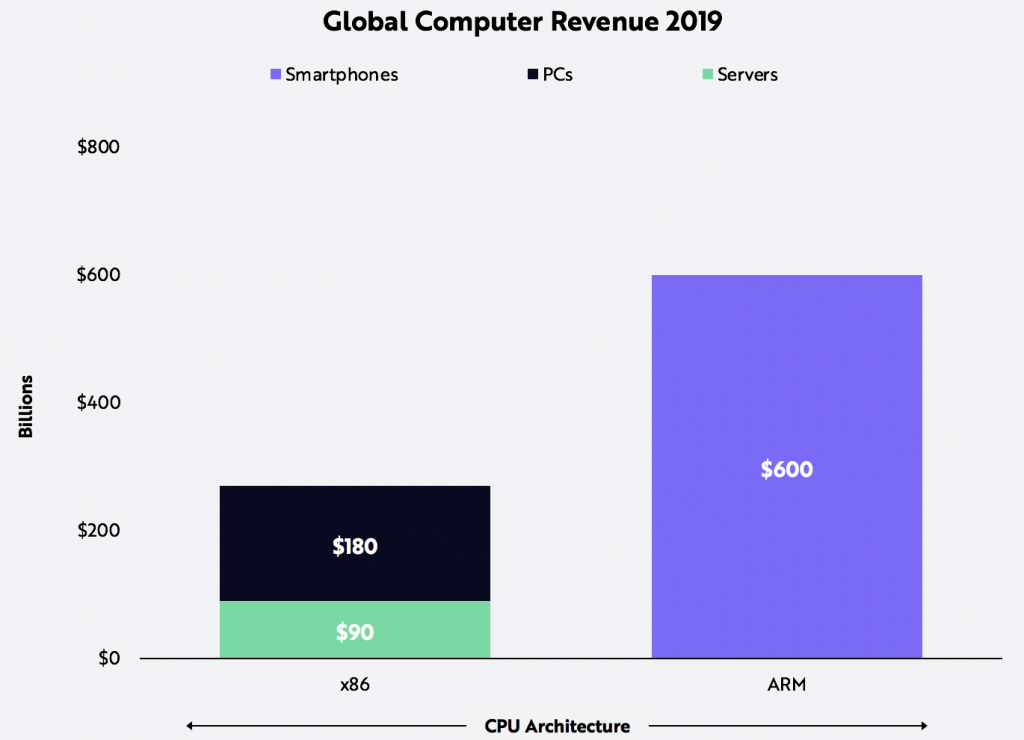 Global Computer Revenue 2019
Smartphones PCs Servers
$800
$600
$400
$200
$0
Billions
$180
$90
$600
x86 ARM
CPU Architecture